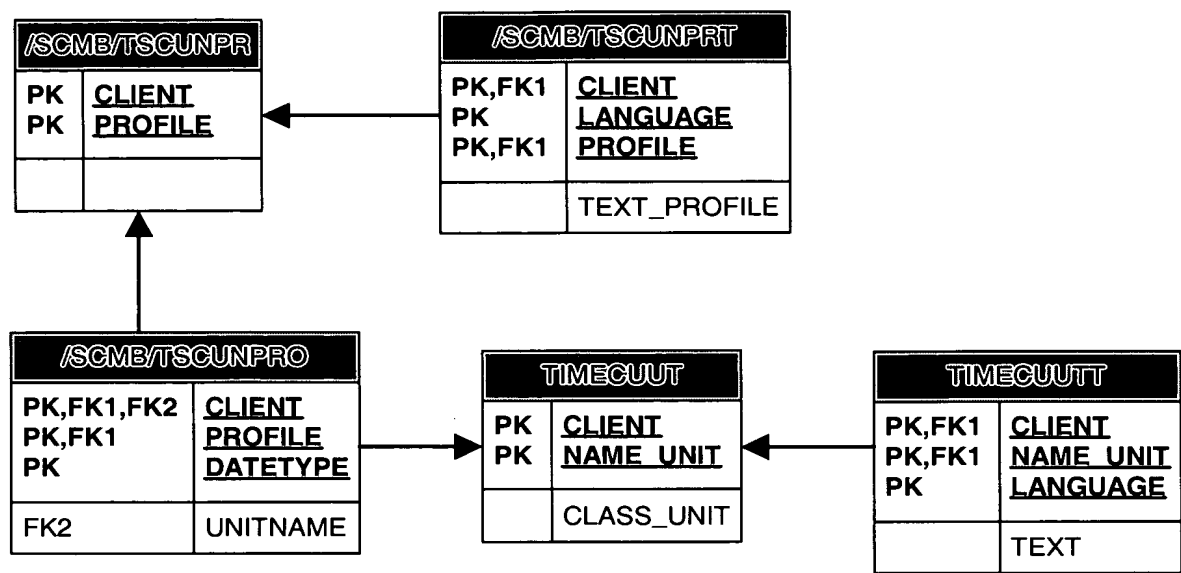 /SCMB/TSCUNPR
PK CLIENT
PK PROFILE
/SCMB/TSCUNPRT
PK,FK1 CLIENT
PK LANGUAGE
PK,FK1 PROFILE
TEXT_PROFILE
/SCMB/TSCUNPRO
PK,FK1,FK2 CLIENT
PK,FK1 PROFILE
PK DATETYPE
FK2 UNITNAME
TIMECUUT
PK CLIENT
PK NAME_UNIT
CLASS_UNIT
TIMECUUTT
PK,FK1 CLIENT
PK,FK1 NAME_UNIT
PK LANGUAGE
TEXT